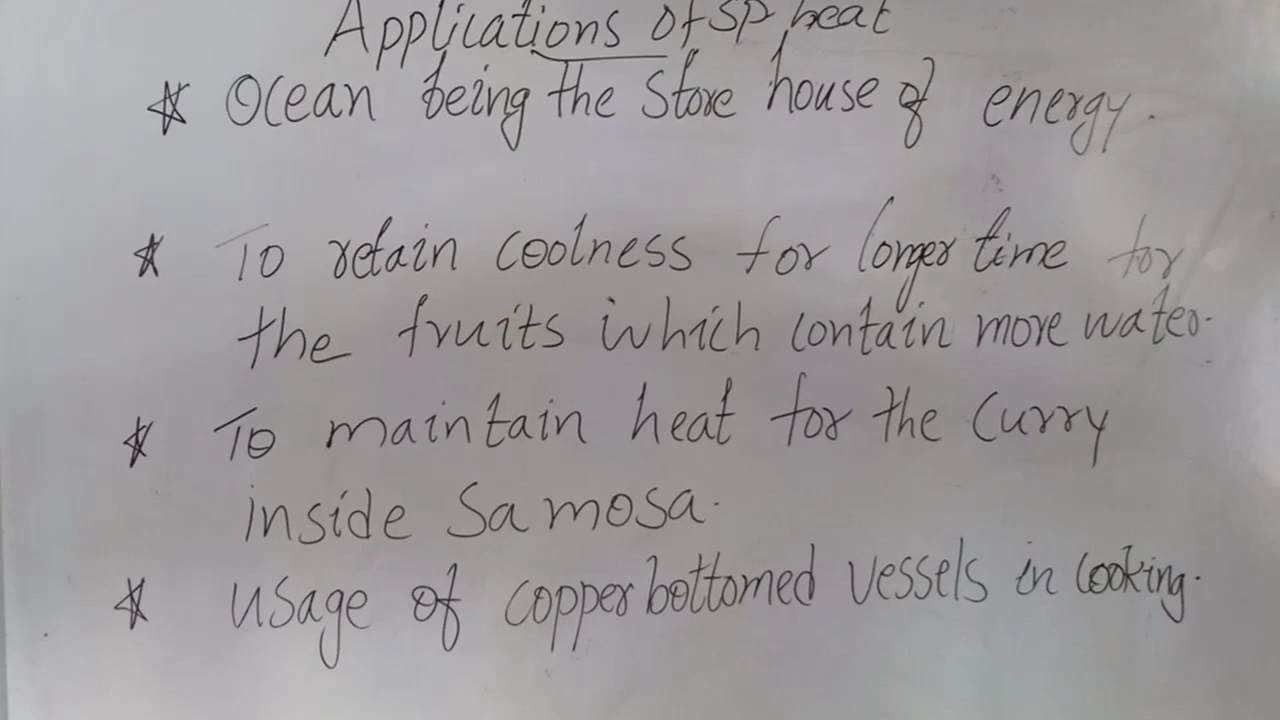 Applications of sp heat
☆ Ocean being the store house of energy.
☆ To retain coolness for longer time for
the fruits which contain more water.
☆ To maintain heat for the curry
inside Samosa.
☆ usage of copper bottomed vessels in cooking.